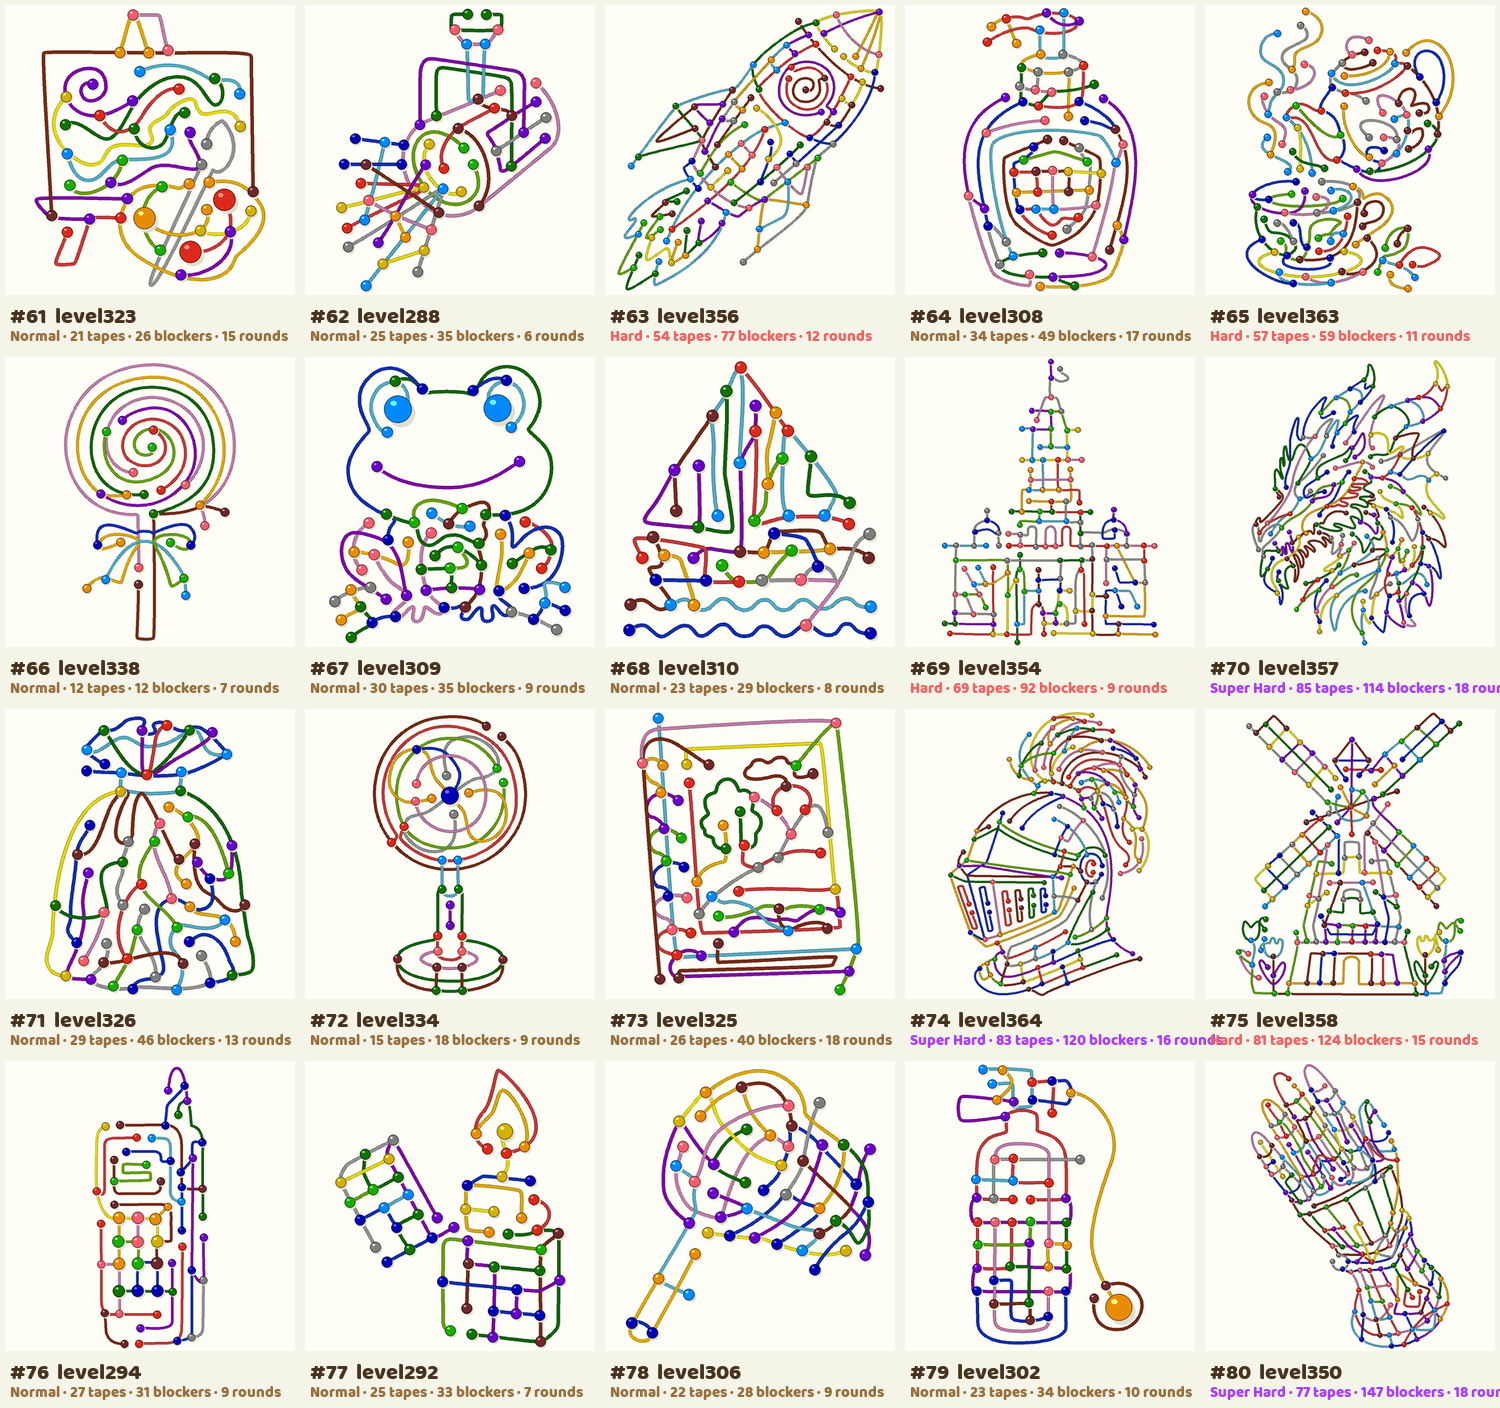 #61 level323
Normal · 21 tapes · 26 blockers · 15 rounds
#62 level288
Normal · 25 tapes · 35 blockers · 6 rounds
#63 level356
Hard · 54 tapes · 77 blockers · 12 rounds
#64 level308
Normal · 34 tapes · 49 blockers · 17 rounds
#65 level363
Hard · 57 tapes · 59 blockers · 11 rounds
#66 level338
Normal · 12 tapes · 12 blockers · 7 rounds
#67 level309
Normal · 30 tapes · 35 blockers · 9 rounds
#68 level310
Normal · 23 tapes · 29 blockers · 8 rounds
#69 level354
Hard · 69 tapes · 92 blockers · 9 rounds
#70 level357
Super Hard · 85 tapes · 114 blockers · 18 roun
#71 level326
Normal · 29 tapes · 46 blockers · 13 rounds
#72 level334
Normal · 15 tapes · 18 blockers · 9 rounds
#73 level325
Normal · 26 tapes · 40 blockers · 18 rounds
#74 level364
Super Hard · 83 tapes · 120 blockers · 16 rounds
#75 level358
Hard · 81 tapes · 124 blockers · 15 rounds
#76 level294
Normal · 27 tapes · 31 blockers · 9 rounds
#77 level292
Normal · 25 tapes · 33 blockers · 7 rounds
#78 level306
Normal · 22 tapes · 28 blockers · 9 rounds
#79 level302
Normal · 23 tapes · 34 blockers · 10 rounds
#80 level350
Super Hard · 77 tapes · 147 blockers · 18 roun